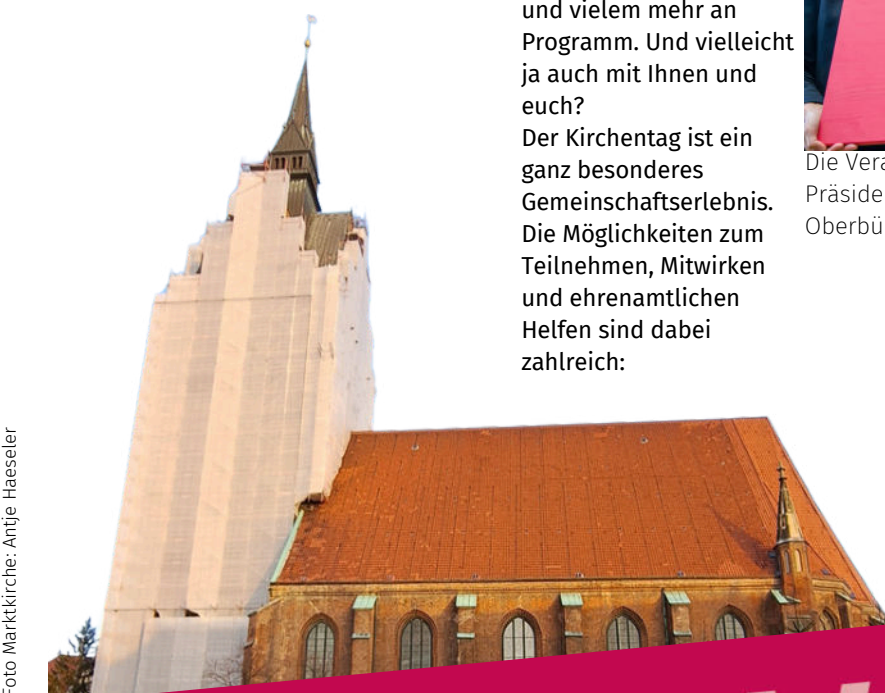 und vielem mehr an
Programm. Und vielleicht
ja auch mit Ihnen und
euch?
Der Kirchentag ist ein
ganz besonderes
Gemeinschaftserlebnis.
Die Möglichkeiten zum
Teilnehmen, Mitwirken
und ehrenamtlichen
Helfen sind dabei
zahlreich:
Die
Präside
Oberbü
Foto Marktkirche: Antje Haeseler